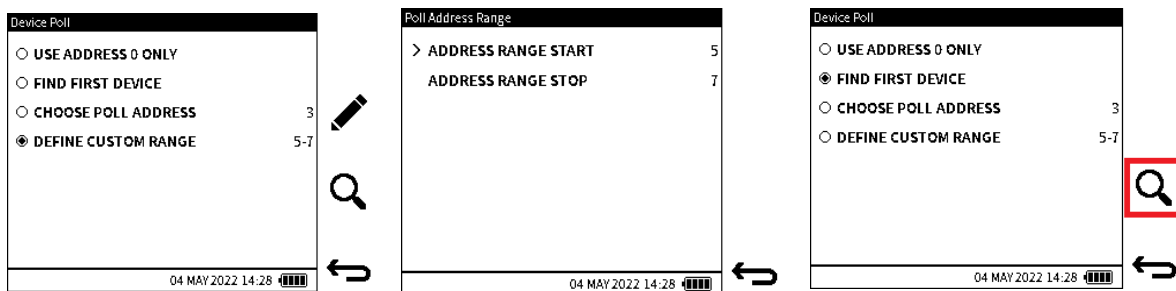 Device Poll
USE ADDRESS 0 ONLY
FIND FIRST DEVICE
CHOOSE POLL ADDRESS 3
DEFINE CUSTOM RANGE 5-7
04 MAY 2022 14:28
Poll Address Range
> ADDRESS RANGE START 5
ADDRESS RANGE STOP 7
04 MAY 2022 14:28
Device Poll
USE ADDRESS 0 ONLY
FIND FIRST DEVICE
CHOOSE POLL ADDRESS 3
DEFINE CUSTOM RANGE 5-7
04 MAY 2022 14:28